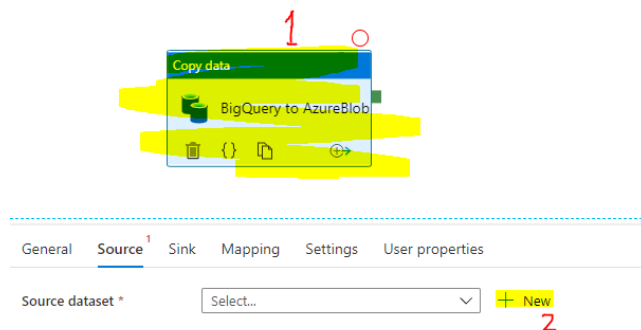 1
Copy data
BigQuery to AzureBlob
{}
General Source 1 Sink Mapping Settings User properties
Source dataset * Select... + New
2